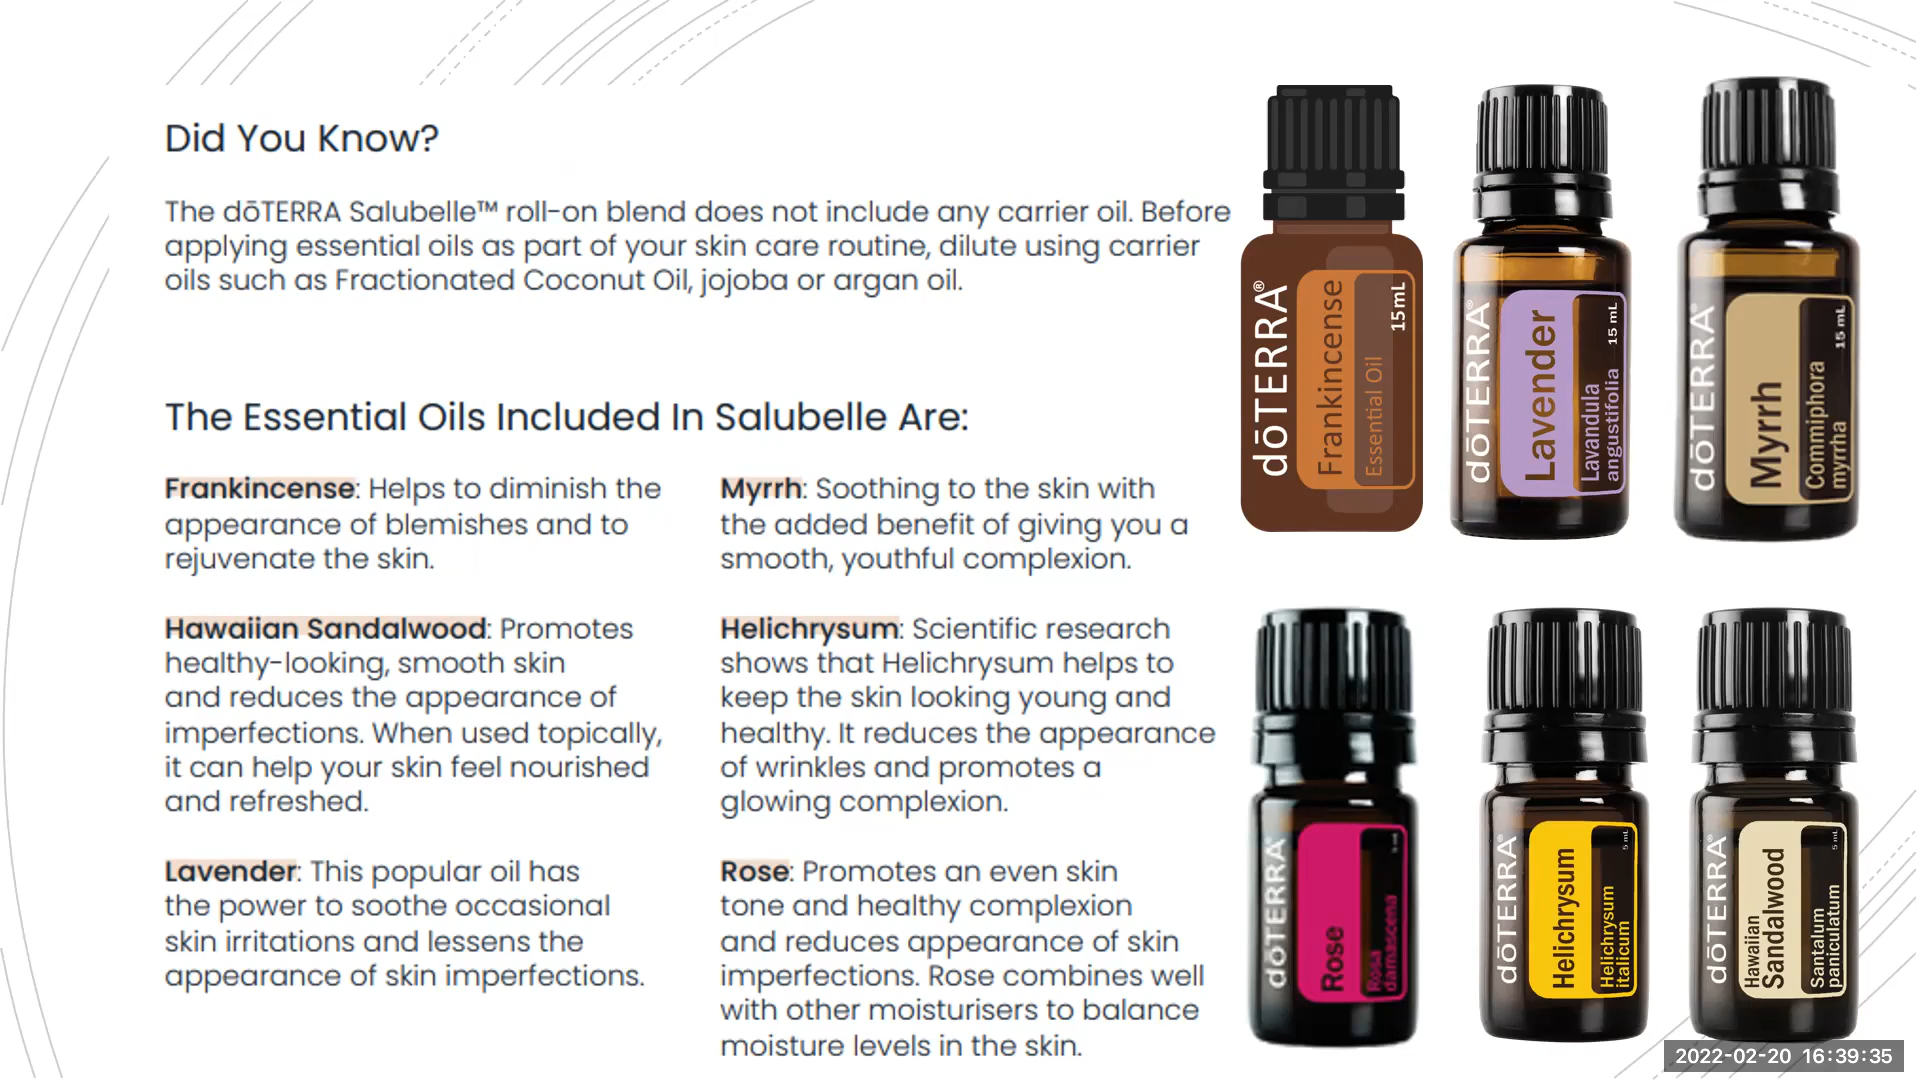 Did You Know?
The dōTERRA Salubelle™ roll-on blend does not include any carrier oil. Before
applying essential oils as part of your skin care routine, dilute using carrier
oils such as Fractionated Coconut Oil, jojoba or argan oil.
The Essential Oils Included In Salubelle Are:
Frankincense: Helps to diminish the
appearance of blemishes and to
rejuvenate the skin.
Hawaiian Sandalwood: Promotes
healthy-looking, smooth skin
and reduces the appearance of
imperfections. When used topically,
it can help your skin feel nourished
and refreshed.
Lavender: This popular oil has
the power to soothe occasional
skin irritations and lessens the
appearance of skin imperfections.
Myrrh: Soothing to the skin with
the added benefit of giving you a
smooth, youthful complexion.
Helichrysum: Scientific research
shows that Helichrysum helps to
keep the skin looking young and
healthy. It reduces the appearance
of wrinkles and promotes a
glowing complexion.
Rose: Promotes an even skin
tone and healthy complexion
and reduces appearance of skin
imperfections. Rose combines well
with other moisturisers to balance
moisture levels in the skin.
dōTERRA®
Frankincense
Essential Oil
15 mL
dōTERRA®
Lavender
Lavandula
angustifolia
15 mL
dōTERRA®
Myrrh
Commiphora
myrrha
15 mL
dōTERRA®
Rose
Rosa
damascena
dōTERRA®
Helichrysum
Helichrysum
italicum
5 mL
dōTERRA®
Hawaiian
Sandalwood
Santalum
paniculatum
5 mL
2022-02-20 16:39:35